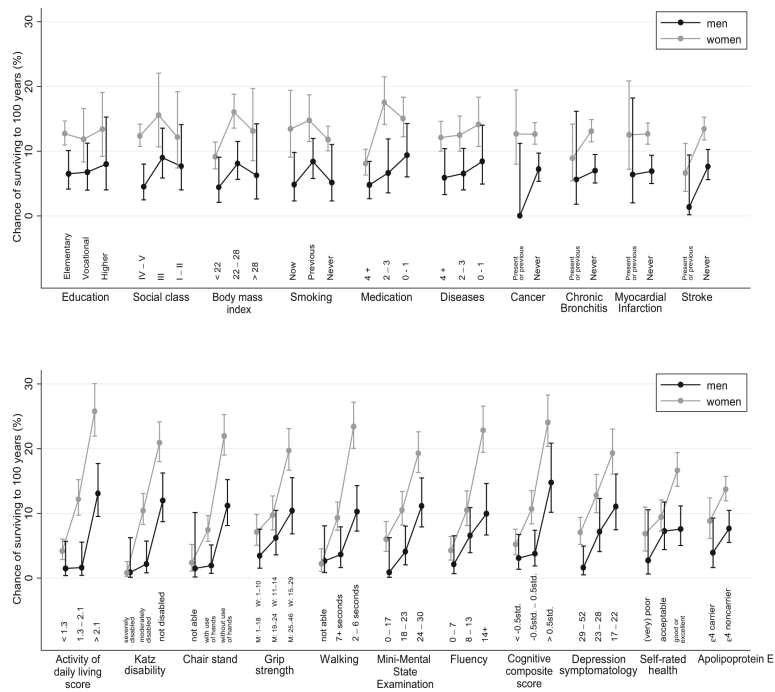 Chance of surviving to 100 years (%)
30
20
10
0
men
women
Elementary
Vocational
Higher
IV – V
III
I – II
< 22
22 – 28
> 28
Now
Previous
Never
4 +
2 – 3
0 - 1
4 +
2 – 3
0 - 1
Present
or previous
Never
Present
or previous
Never
Present
or previous
Never
Present
or previous
Never
Education
Social class
Body mass
index
Smoking
Medication
Diseases
Cancer
Chronic
Bronchitis
Myocardial
Infarction
Stroke
Chance of surviving to 100 years (%)
30
20
10
0
men
women
< 1.3
1.3 – 2.1
> 2.1
severely
disabled
moderately
disabled
not disabled
not able
with use
of hands
without use
of hands
M: 1–18 W: 1–10
M: 19–24 W: 11–14
M: 25–46 W: 15–29
not able
7+ seconds
2 – 6 seconds
0 – 17
18 – 23
24 – 30
0 – 7
8 – 13
14+
< -0.5std.
-0.5std. – 0.5std.
> 0.5std.
29 – 52
23 – 28
17 – 22
(very) poor
acceptable
good or
excellent
ε4 carrier
ε4 noncarrier
Activity of
daily living
score
Katz
disability
Chair stand
Grip
strength
Walking
Mini-Mental
State
Examination
Fluency
Cognitive
composite
score
Depression
symptomatology
Self-rated
health
Apolipoprotein E